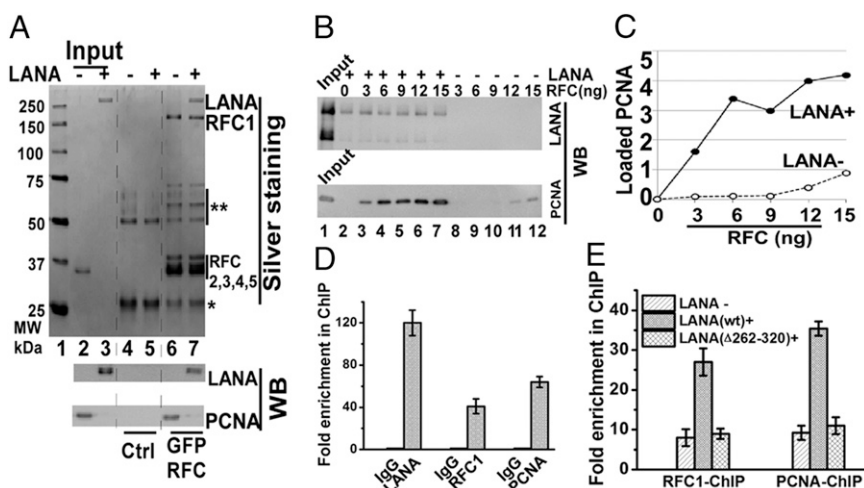 A
Input
LANA - + - + - +
250
150
100
75
50
37
25
MW
kDa
LANA
RFC1
**
RFC
2,3,4,5
*
Silver staining
1 2 3 4 5 6 7
LANA
PCNA
WB
Ctrl
GFP
RFC
B
Input + + + + + + - - - - - LANA
0 3 6 9 12 15 3 6 9 12 15 RFC(ng)
LANA
Input
PCNA
WB
1 2 3 4 5 6 7 8 9 10 11 12
C
Loaded PCNA
6
5
4
3
2
1
0
LANA+
LANA-
0 3 6 9 12 15
RFC (ng)
D
Fold enrichment in ChIP
120
80
40
0
IgG
LANA
IgG
RFC1
IgG
PCNA
E
Fold enrichment in ChIP
40
30
20
10
0
LANA -
LANA(wt)+
LANA(Δ262-320)+
RFC1-ChIP PCNA-ChIP